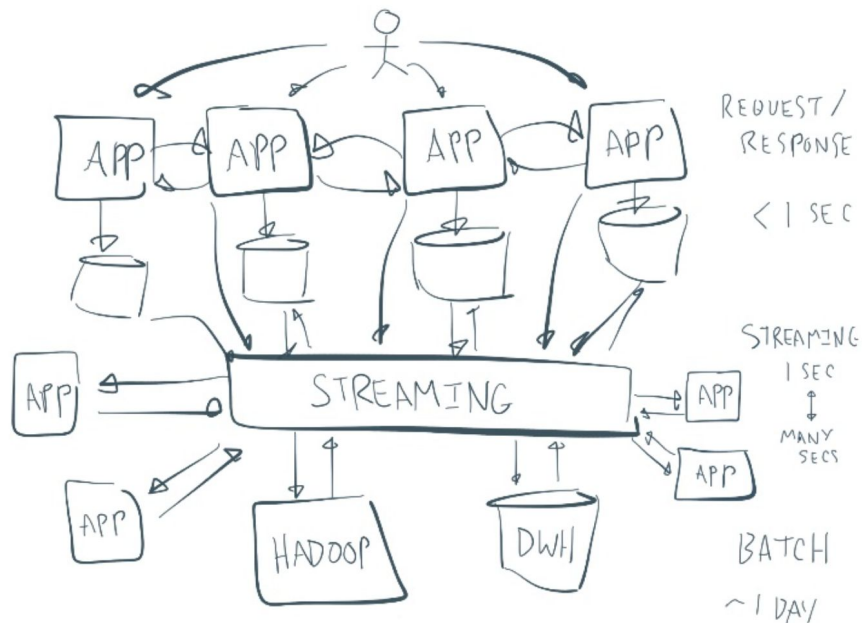 APP
APP
APP
APP
REQUEST/
RESPONSE
< 1 SEC
STREAMING
1 SEC
MANY
SECS
APP
STREAMING
APP
APP
APP
HADOOP
DWH
BATCH
~ 1 DAY